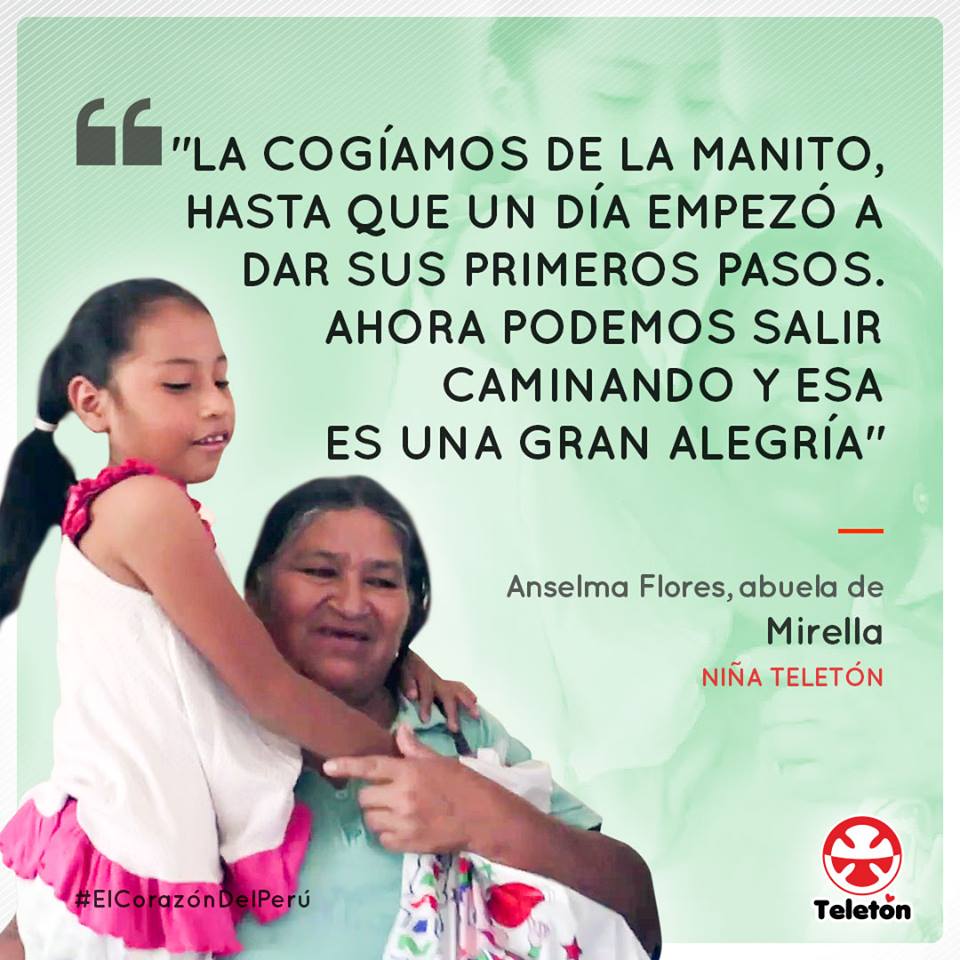 "LA COGÍAMOS DE LA MANITO,
HASTA QUE UN DÍA EMPEZÓ A
DAR SUS PRIMEROS PASOS.
AHORA PODEMOS SALIR
CAMINANDO Y ESA
ES UNA GRAN ALEGRÍA"
Anselma Flores, abuela de
Mirella
NIÑA TELETÓN
#ElCorazónDelPerú
Teletón